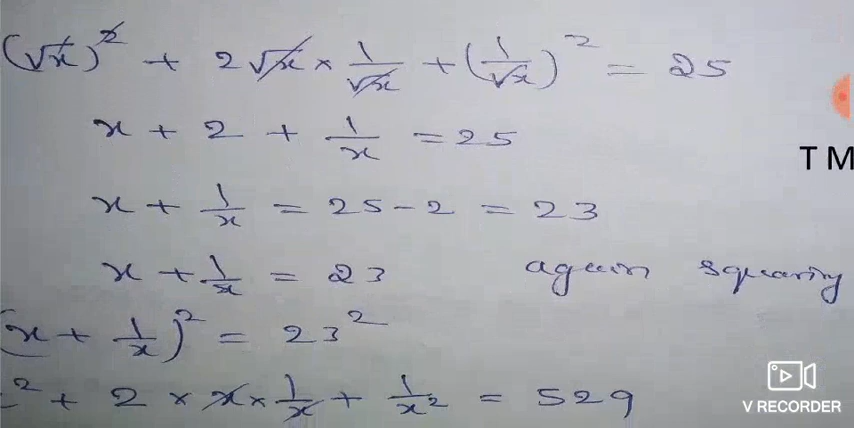 (√x)² + 2√x × 1/√x + (1/√x)² = 25
x + 2 + 1/x = 25
TM
x + 1/x = 25 - 2 = 23
x + 1/x = 23 again squaring
(x + 1/x)² = 23²
² + 2 × x × 1/x + 1/x² = 529
V RECORDER